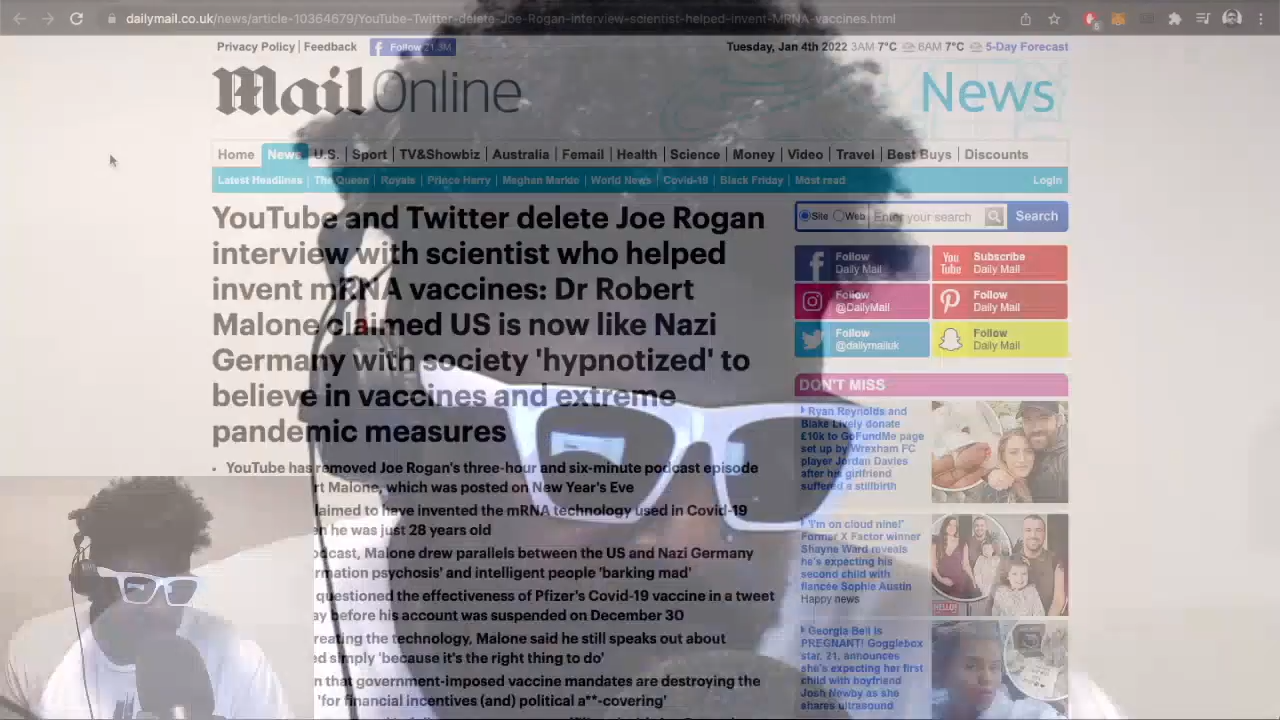 dailymail.co.uk/news/article-10364679/YouTube-Twitter-delete-Joe-Rogan-interview-scientist-helped-invent-MRNA-vaccines.html
Privacy Policy | Feedback
Follow 21.3M
Tuesday, Jan 4th 2022 3AM 7°C 6AM 7°C 5-Day Forecast
MailOnline
News
Home News U.S. Sport TV&Showbiz Australia Femail Health Science Money Video Travel Best Buys Discounts
Latest Headlines The Queen Royals Prince Harry Meghan Markle World News Covid-19 Black Friday Most read Login
YouTube and Twitter delete Joe Rogan
interview with scientist who helped
invent mRNA vaccines: Dr Robert
Malone claimed US is now like Nazi
Germany with society 'hypnotized' to
believe in vaccines and extreme
pandemic measures
YouTube has removed Joe Rogan's three-hour and six-minute podcast episode
rt Malone, which was posted on New Year's Eve
laimed to have invented the mRNA technology used in Covid-19
n he was just 28 years old
dcast, Malone drew parallels between the US and Nazi Germany
rmation psychosis' and intelligent people 'barking mad'
questioned the effectiveness of Pfizer's Covid-19 vaccine in a tweet
ay before his account was suspended on December 30
reating the technology, Malone said he still speaks out about
ed simply 'because it's the right thing to do'
n that government-imposed vaccine mandates are destroying the
'for financial incentives (and) political a**-covering'
Site Web Enter your search Search
Follow
Daily Mail
You
Tube
Subscribe
Daily Mail
Follow
@DailyMail
Follow
Daily Mail
Follow
@dailymailuk
Follow
Daily Mail
DON'T MISS
Ryan Reynolds and
Blake Lively donate
£10k to GoFundMe page
set up by Wrexham FC
player Jordan Davies
after his girlfriend
suffered a stillbirth
'I'm on cloud nine!'
Former X Factor winner
Shayne Ward reveals
he's expecting his
second child with
fiancée Sophie Austin
Happy news
Georgia Bell is
PREGNANT! Gogglebox
star, 21, announces
she's expecting her first
child with boyfriend
Josh Newby as she
shares ultrasound